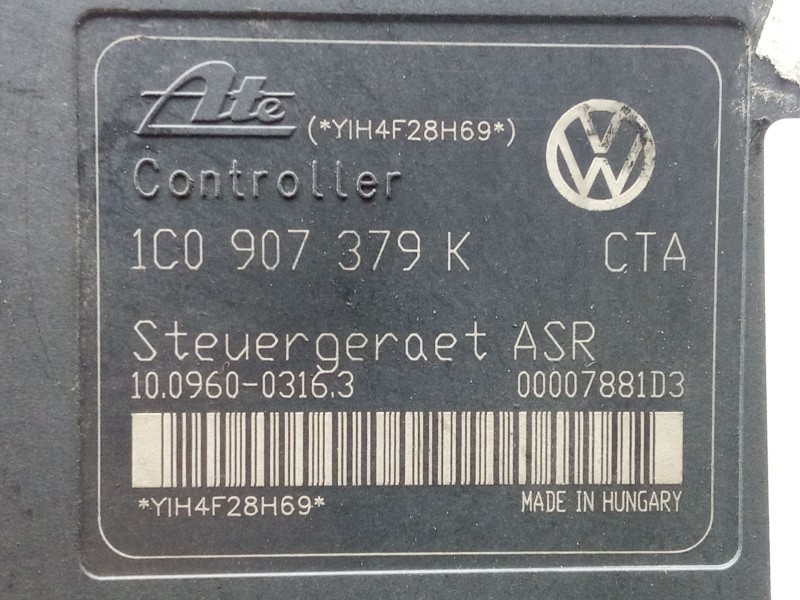 Ate (*YIH4F28H69*)
Controller
1C0 907 379 K CTA
Steuergeraet ASR
10.0960-0316.3 00007881D3
*YIH4F28H69* MADE IN HUNGARY